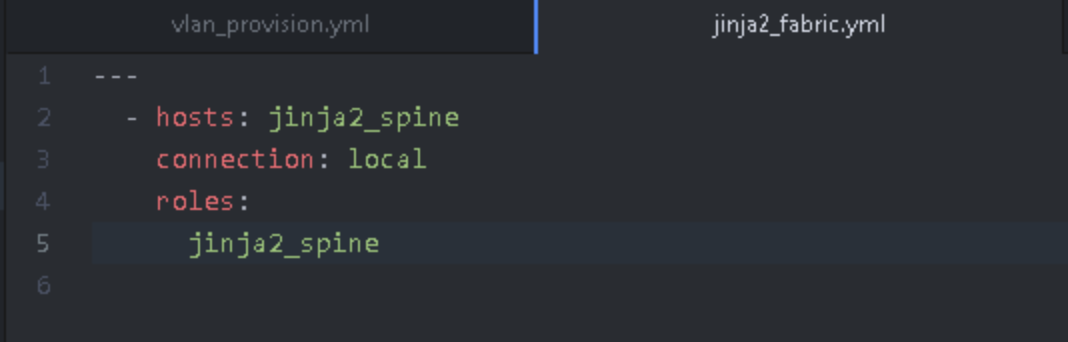 vlan_provision.yml
jinja2_fabric.yml
1 ---
2   - hosts: jinja2_spine
3     connection: local
4     roles:
5       jinja2_spine
6